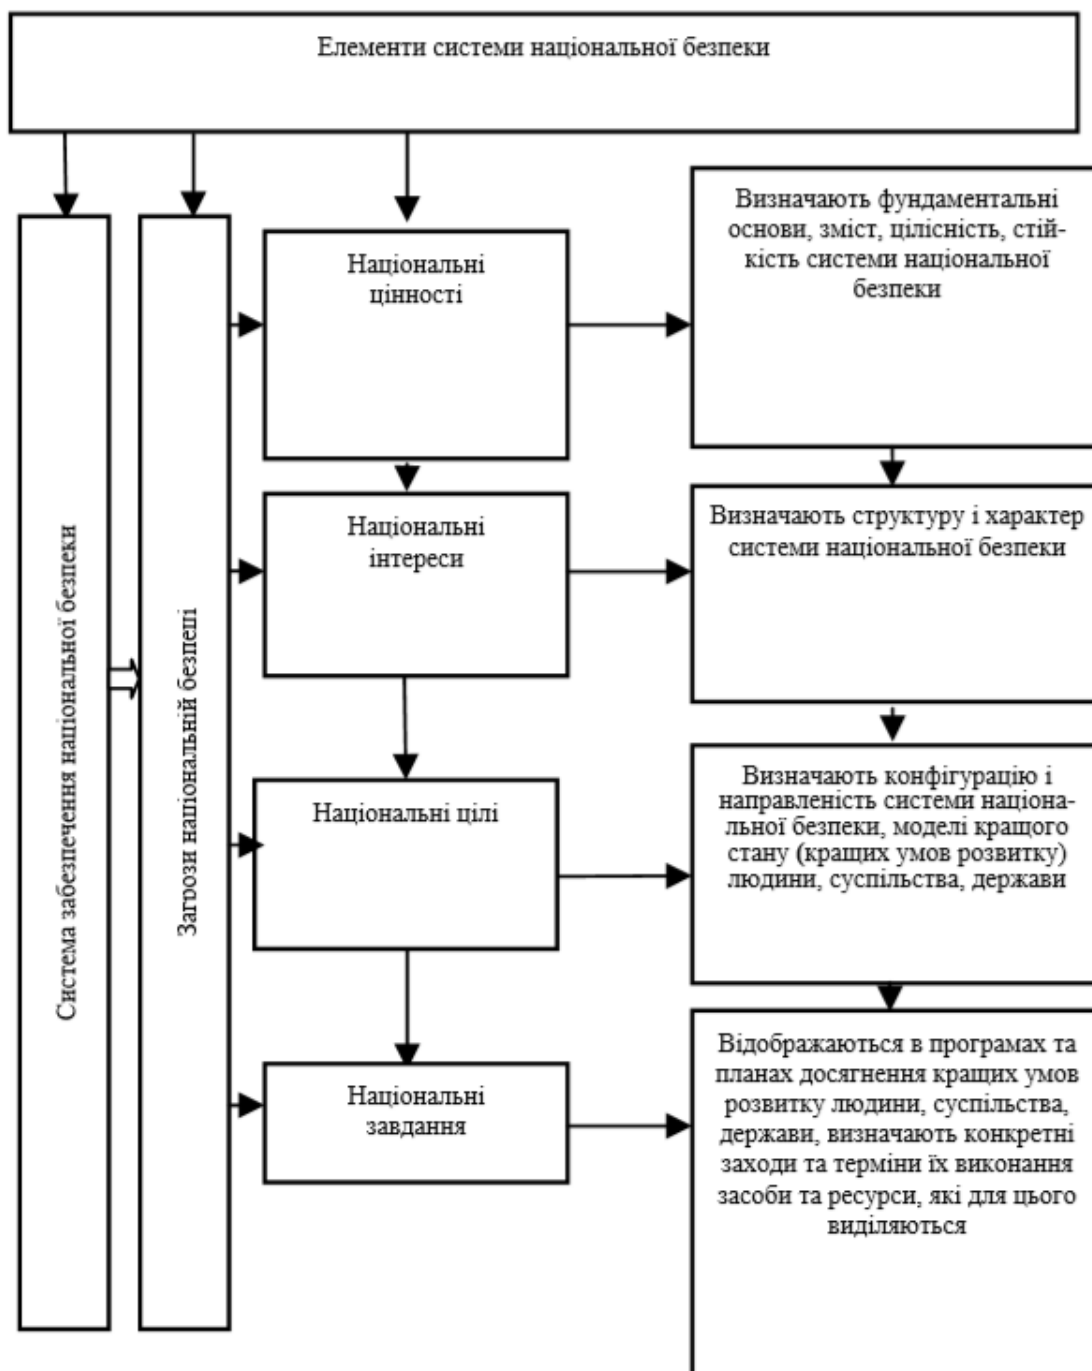 Елементи системи національної безпеки
Система забезпечення національної безпеки
Загрози національній безпеці
Національні
цінності
Визначають фундаментальні
основи, зміст, цілісність, стій-
кість системи національної
безпеки
Національні
інтереси
Визначають структуру і характер
системи національної безпеки
Національні цілі
Визначають конфігурацію і
направленість системи націона-
льної безпеки, моделі кращого
стану (кращих умов розвитку)
людини, суспільства, держави
Національні
завдання
Відображаються в програмах та
планах досягнення кращих умов
розвитку людини, суспільства,
держави, визначають конкретні
заходи та терміни їх виконання
засоби та ресурси, які для цього
виділяються